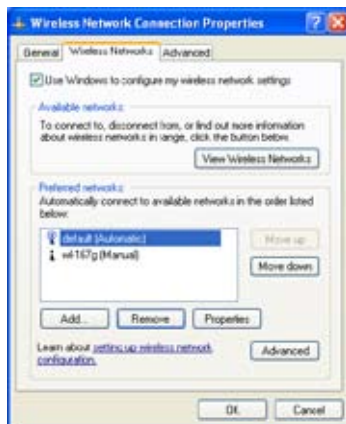 Wireless Network Connection Properties
General Wireless Networks Advanced
Use Windows to configure my wireless network settings
Available networks:
To connect to, disconnect from, or find out more information
about wireless networks in range, click the button below.
View Wireless Networks
Preferred networks:
Automatically connect to available networks in the order listed
below:
default (Automatic)
wl-167g (Manual)
Move up
Move down
Add... Remove Properties
Learn about setting up wireless network
configuration.
Advanced
OK Cancel